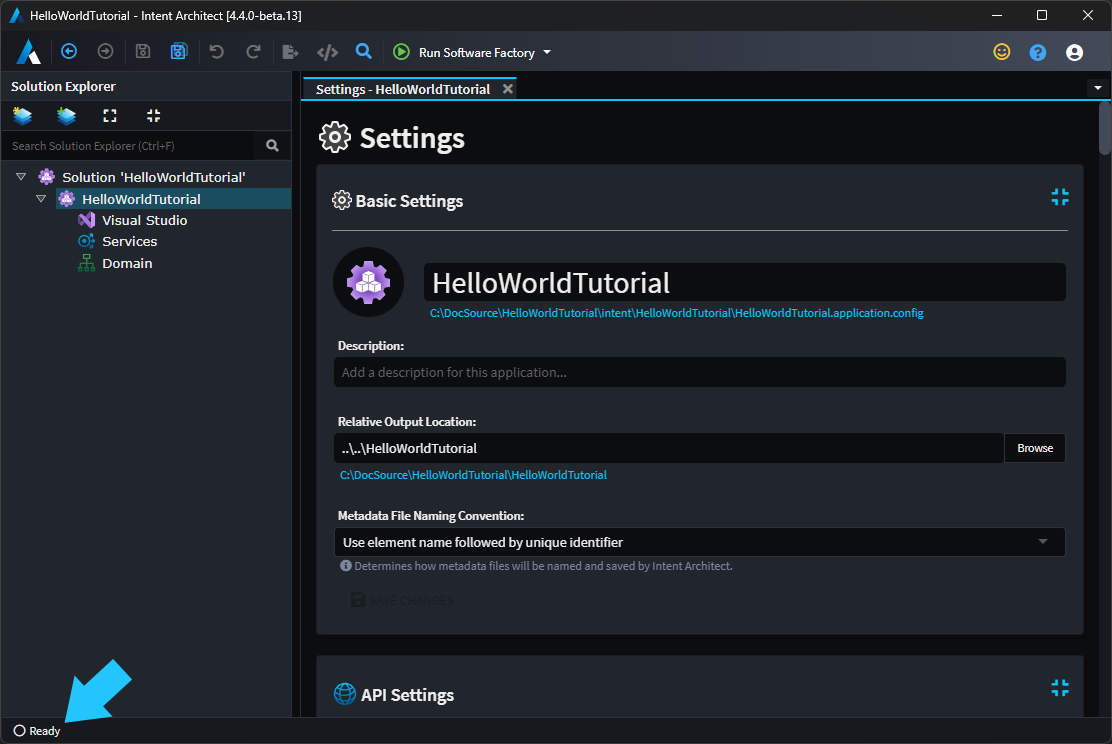 HelloWorldTutorial - Intent Architect [4.4.0-beta.13]
Run Software Factory
Solution Explorer
Search Solution Explorer (Ctrl+F)
Solution 'HelloWorldTutorial'
HelloWorldTutorial
Visual Studio
Services
Domain
Settings - HelloWorldTutorial
Settings
Basic Settings
HelloWorldTutorial
C:\DocSource\HelloWorldTutorial\intent\HelloWorldTutorial\HelloWorldTutorial.application.config
Description:
Add a description for this application...
Relative Output Location:
..\..\HelloWorldTutorial
Browse
C:\DocSource\HelloWorldTutorial\HelloWorldTutorial
Metadata File Naming Convention:
Use element name followed by unique identifier
Determines how metadata files will be named and saved by Intent Architect.
SAVE CHANGES
API Settings
Ready